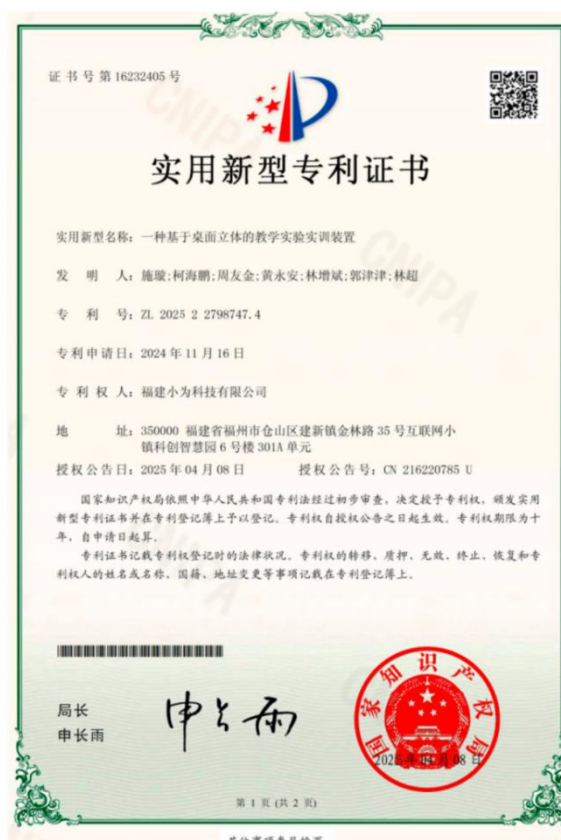 证书号第16232405号
实用新型专利证书
实用新型名称：一种基于桌面立体的教学实验实训装置
发明人：施璇;柯海鹏;周友金;黄永安;林增斌;郭津津;林超
专利号：ZL 2025 2 2798747.4
专利申请日：2024年11月16日
专利权人：福建小为科技有限公司
地址：350000 福建省福州市仓山区建新镇金林路35号互联网小
镇科创智慧园6号楼301A单元
授权公告日：2025年04月08日 授权公告号：CN 216220785 U
国家知识产权局依照中华人民共和国专利法经过初步审查，决定授予专利权，颁发实用
新型专利证书并在专利登记簿上予以登记。专利权自授权公告之日起生效。专利权期限为十
年，自申请日起算。
专利证书记载专利权登记时的法律状况。专利权的转移、质押、无效、终止、恢复和专
利权人的姓名或名称、国籍、地址变更等事项记载在专利登记簿上。
局长
申长雨
申长雨
国家知识产权局
2025年04月08日
第 1 页 (共 2 页)
CNIPA
CNIPA
CNIPA